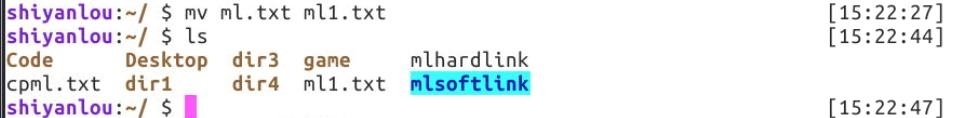 shiyanlou:~/ $ mv ml.txt ml1.txt [15:22:27]
shiyanlou:~/ $ ls [15:22:44]
Code Desktop dir3 game mlhardlink
cpml.txt dir1 dir4 ml1.txt mlsoftlink
shiyanlou:~/ $ [15:22:47]